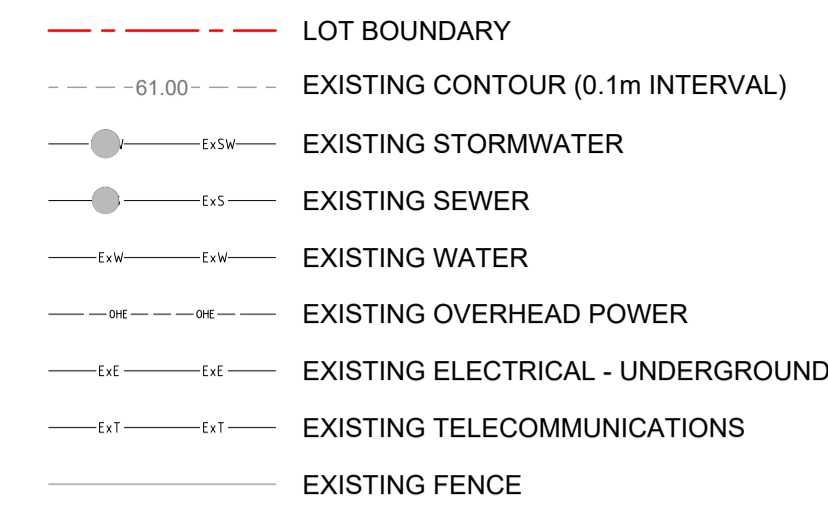 LOT BOUNDARY
61.00 EXISTING CONTOUR (0.1m INTERVAL)
ExSW EXISTING STORMWATER
ExS EXISTING SEWER
ExW ExW EXISTING WATER
OHE OHE EXISTING OVERHEAD POWER
ExE ExE EXISTING ELECTRICAL - UNDERGROUND
ExT ExT EXISTING TELECOMMUNICATIONS
EXISTING FENCE